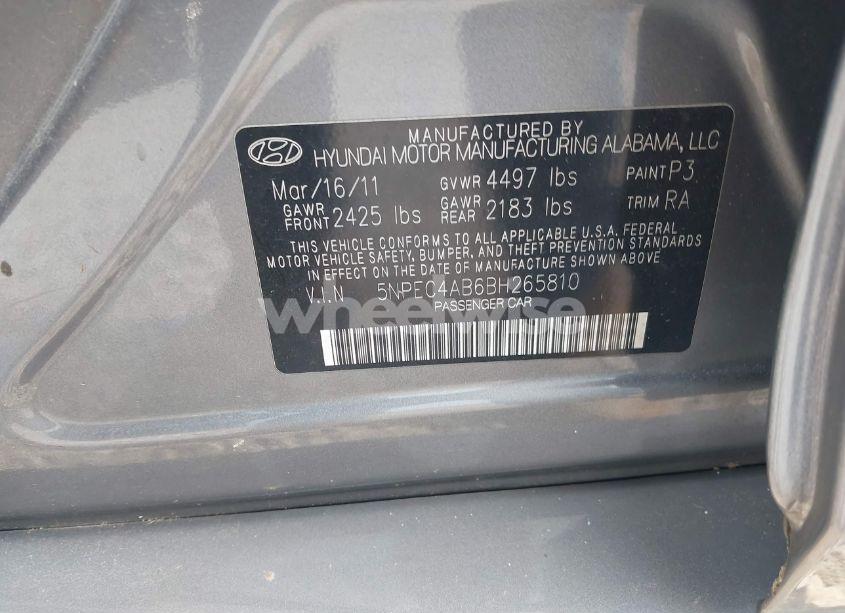 MANUFACTURED BY
HYUNDAI MOTOR MANUFACTURING ALABAMA, LLC
Mar/16/11 GVWR 4497 lbs PAINT P3
GAWR FRONT 2425 lbs GAWR REAR 2183 lbs TRIM RA
THIS VEHICLE CONFORMS TO ALL APPLICABLE U.S.A. FEDERAL
MOTOR VEHICLE SAFETY, BUMPER, AND THEFT PREVENTION STANDARDS
IN EFFECT ON THE DATE OF MANUFACTURE SHOWN ABOVE
V.I.N 5NPEC4AB6BH265810
PASSENGER CAR
wheelwise